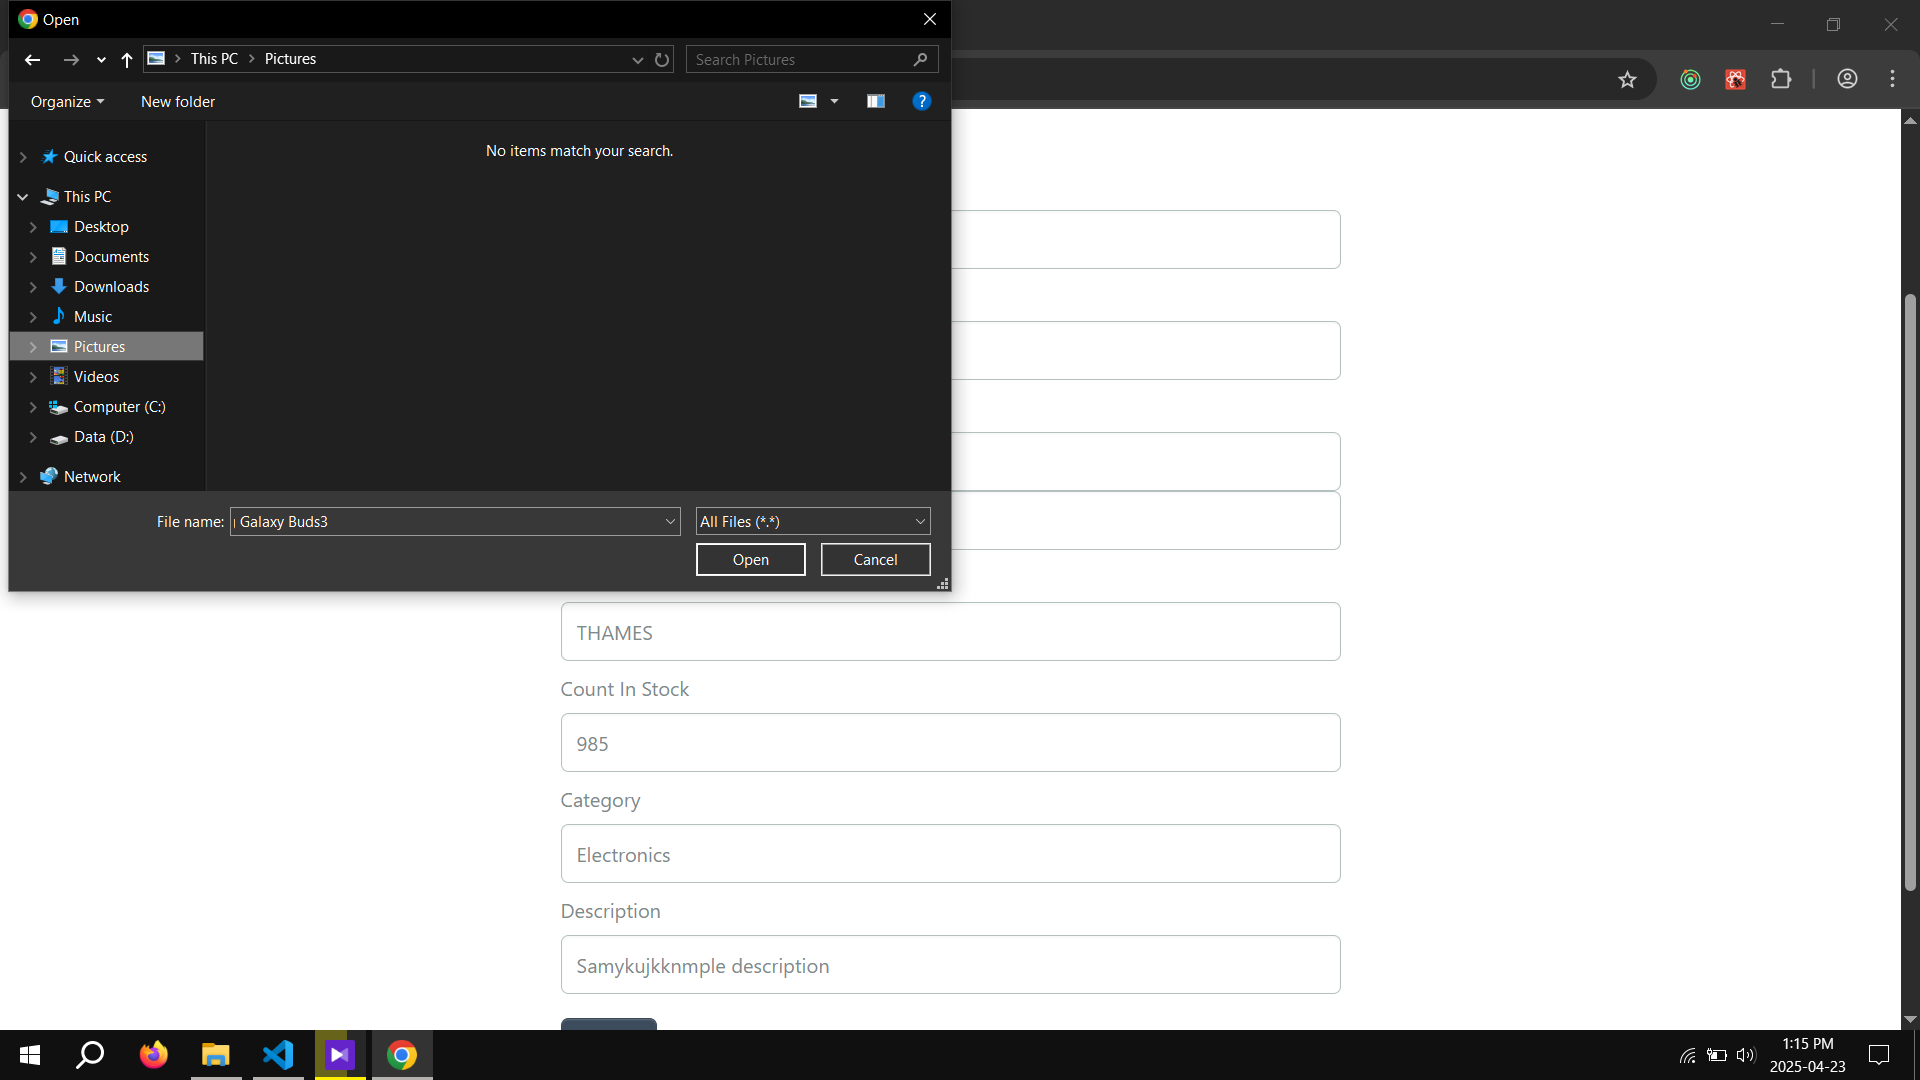 Open
This PC
Pictures
Search Pictures
Organize
New folder
?
Quick access
This PC
Desktop
Documents
Downloads
Music
Pictures
Videos
Computer (C:)
Data (D:)
Network
No items match your search.
File name:
Galaxy Buds3
All Files (*.*)
Open
Cancel
THAMES
Count In Stock
985
Category
Electronics
Description
Samykujkknmple description
1:15 PM
2025-04-23